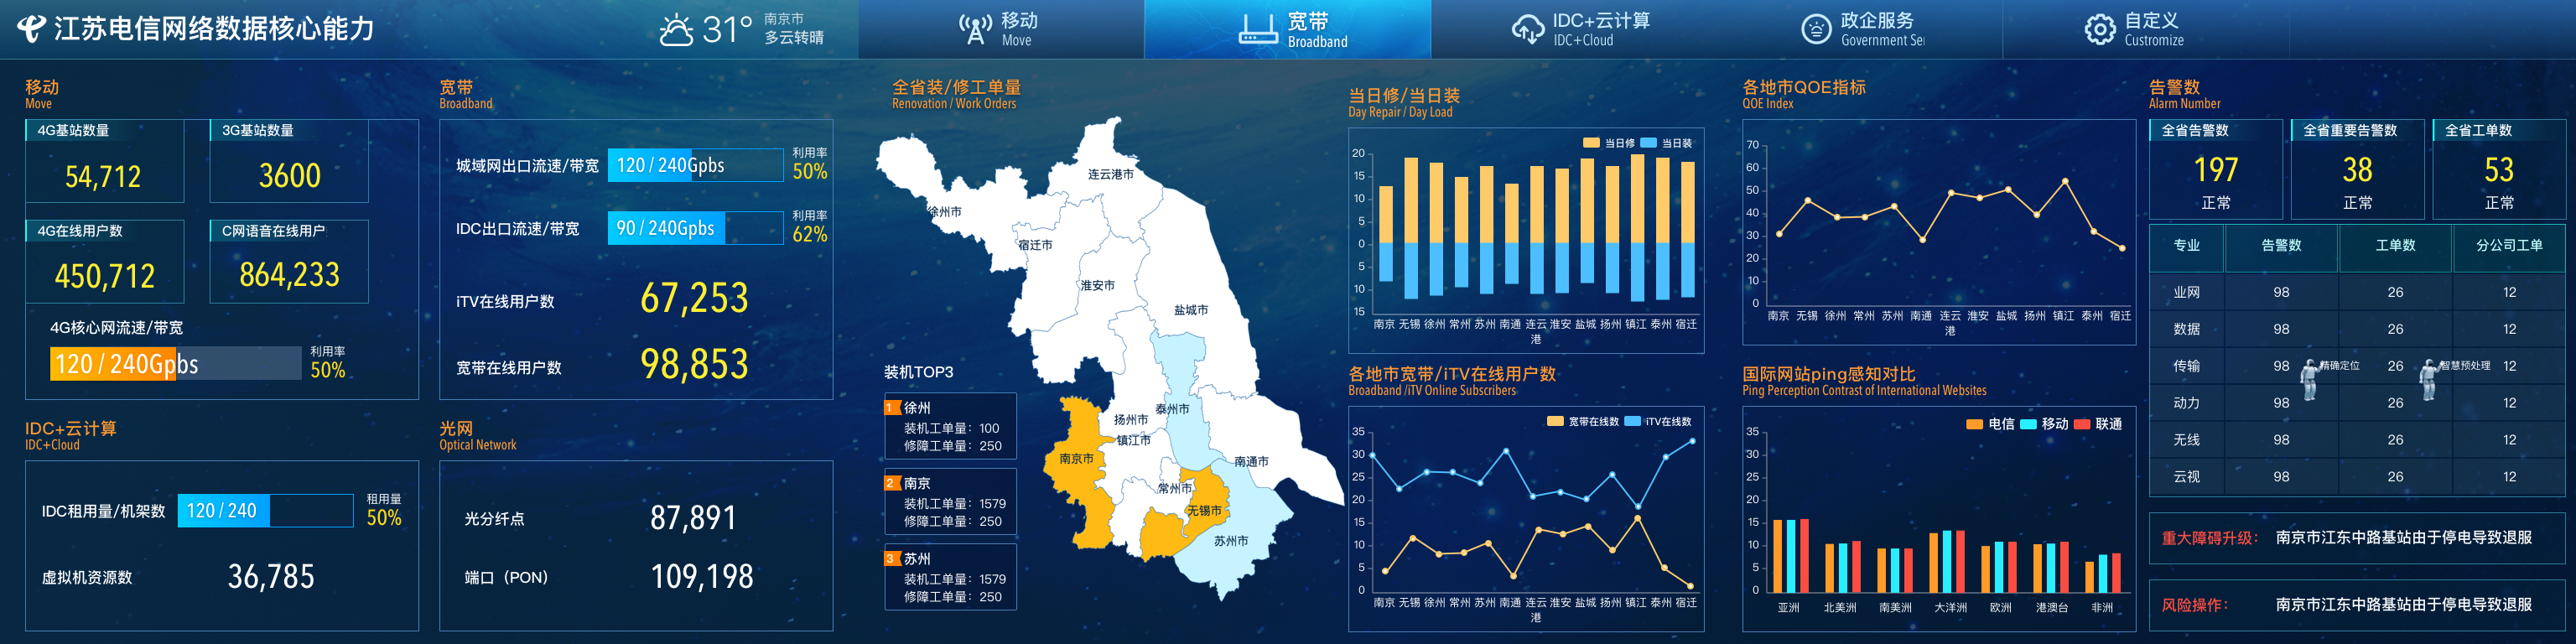 江苏电信网络数据核心能力
31°
南京市
多云转晴
移动
Move
宽带
Broadband
IDC+云计算
IDC+Cloud
政企服务
Government Se
自定义
Customize
移动
Move
4G基站数量
54,712
3G基站数量
3600
4G在线用户数
450,712
C网语音在线用户
864,233
4G核心网流速/带宽
120 / 240Gpbs
利用率
50%
IDC+云计算
IDC+Cloud
IDC租用量/机架数
120 / 240
租用量
50%
虚拟机资源数
36,785
宽带
Broadband
城域网出口流速/带宽
120 / 240Gpbs
利用率
50%
IDC出口流速/带宽
90 / 240Gpbs
利用率
62%
iTV在线用户数
67,253
宽带在线用户数
98,853
光网
Optical Network
光分纤点
87,891
端口（PON）
109,198
全省装/修工单量
Renovation / Work Orders
连云港市
徐州市
宿迁市
淮安市
盐城市
扬州市
泰州市
镇江市
南京市
南通市
常州市
无锡市
苏州市
装机TOP3
1 徐州
装机工单量：100
修障工单量：250
2 南京
装机工单量：1579
修障工单量：250
3 苏州
装机工单量：1579
修障工单量：250
当日修/当日装
Day Repair / Day Load
当日修 当日装
20
15
10
5
0
5
10
15
南京 无锡 徐州 常州 苏州 南通 连云港 淮安 盐城 扬州 镇江 泰州 宿迁
各地市宽带/iTV在线用户数
Broadband /iTV Online Subscribers
宽带在线数 iTV在线数
35
30
25
20
15
10
5
0
南京 无锡 徐州 常州 苏州 南通 连云港 淮安 盐城 扬州 镇江 泰州 宿迁
各地市QOE指标
QOE Index
70
60
50
40
30
20
10
0
南京 无锡 徐州 常州 苏州 南通 连云港 淮安 盐城 扬州 镇江 泰州 宿迁
国际网站ping感知对比
Ping Perception Contrast of International Websites
电信 移动 联通
35
30
25
20
15
10
5
0
亚洲 北美洲 南美洲 大洋洲 欧洲 港澳台 非洲
告警数
Alarm Number
全省告警数
197
正常
全省重要告警数
38
正常
全省工单数
53
正常
专业 告警数 工单数 分公司工单
业网 98 26 12
数据 98 26 12
传输 98 精确定位 26 智慧预处理 12
动力 98 26 12
无线 98 26 12
云视 98 26 12
重大障碍升级： 南京市江东中路基站由于停电导致退服
风险操作： 南京市江东中路基站由于停电导致退服